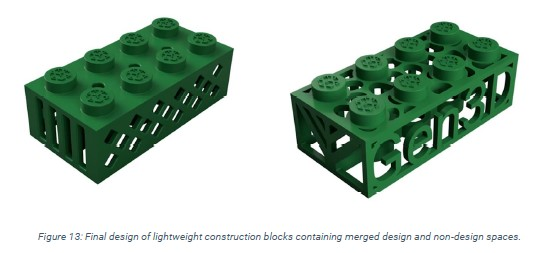 gen3D
Figure 13: Final design of lightweight construction blocks containing merged design and non-design spaces.